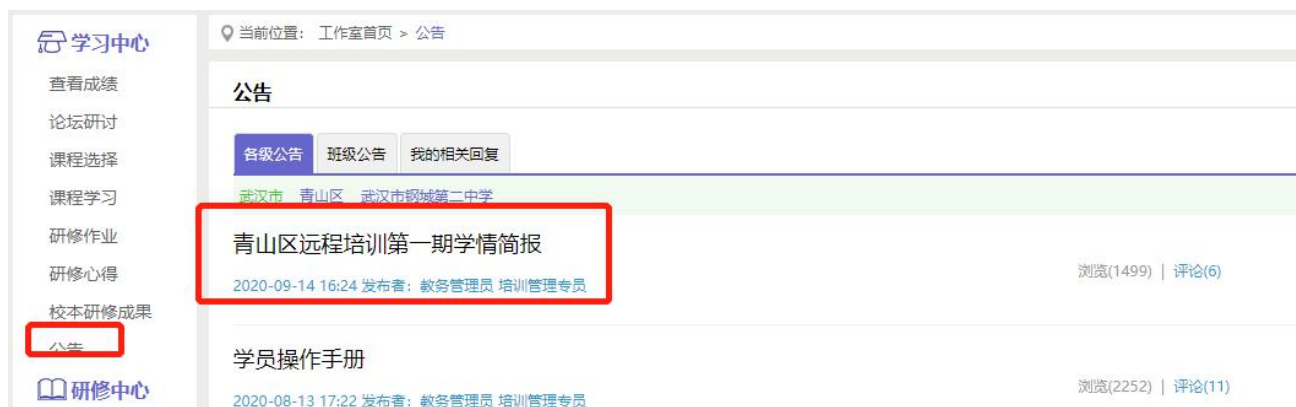 学习中心
查看成绩
论坛研讨
课程选择
课程学习
研修作业
研修心得
校本研修成果
公告
研修中心
当前位置： 工作室首页 > 公告
公告
各级公告 班级公告 我的相关回复
武汉市 青山区 武汉市钢城第二中学
青山区远程培训第一期学情简报
2020-09-14 16:24 发布者：教务管理员 培训管理专员
浏览(1499) | 评论(6)
学员操作手册
2020-08-13 17:22 发布者：教务管理员 培训管理专员
浏览(2252) | 评论(11)